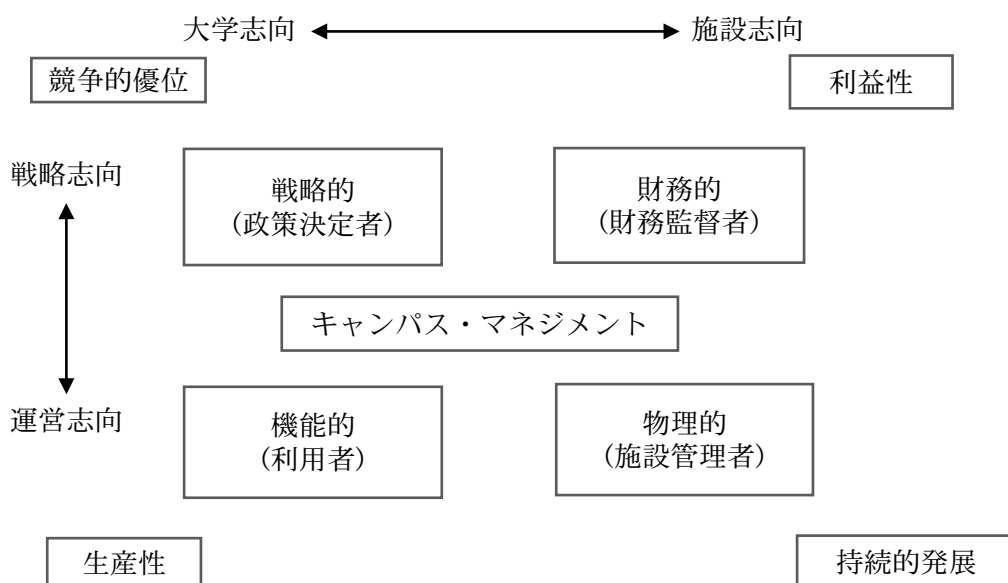 大学志向
施設志向
競争的優位
利益性
戦略志向
戦略的
(政策決定者)
財務的
(財務監督者)
キャンパス・マネジメント
運営志向
機能的
(利用者)
物理的
(施設管理者)
生産性
持続的発展